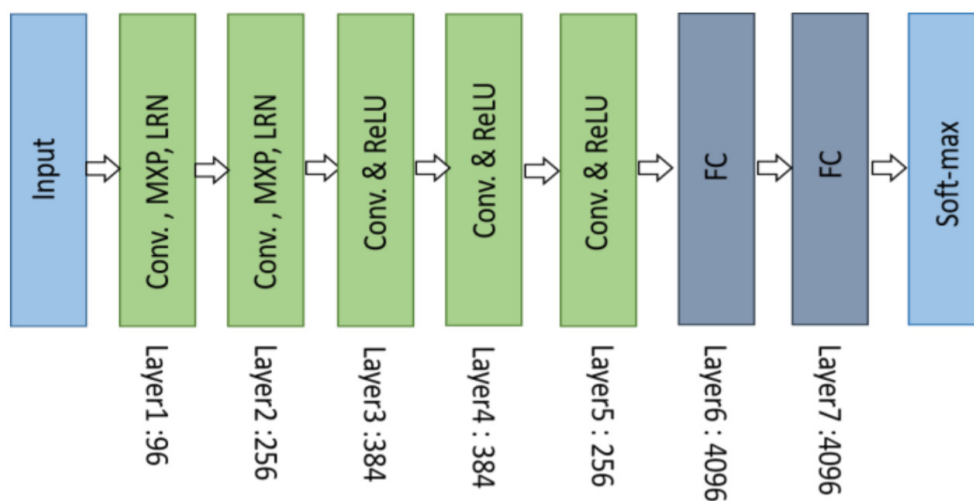 Input
Conv. , MXP, LRN
Conv. , MXP, LRN
Conv. & ReLU
Conv. & ReLU
Conv. & ReLU
FC
FC
Soft-max
Layer1 :96
Layer2 :256
Layer3 :384
Layer4 : 384
Layer5 : 256
Layer6 : 4096
Layer7 :4096